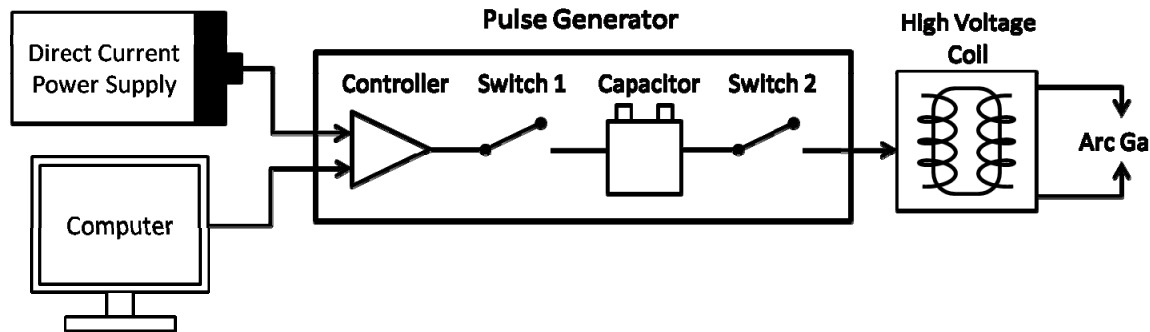 Pulse Generator
High Voltage
Coil
Direct Current
Power Supply
Controller
Switch 1
Capacitor
Switch 2
Arc Ga
Computer